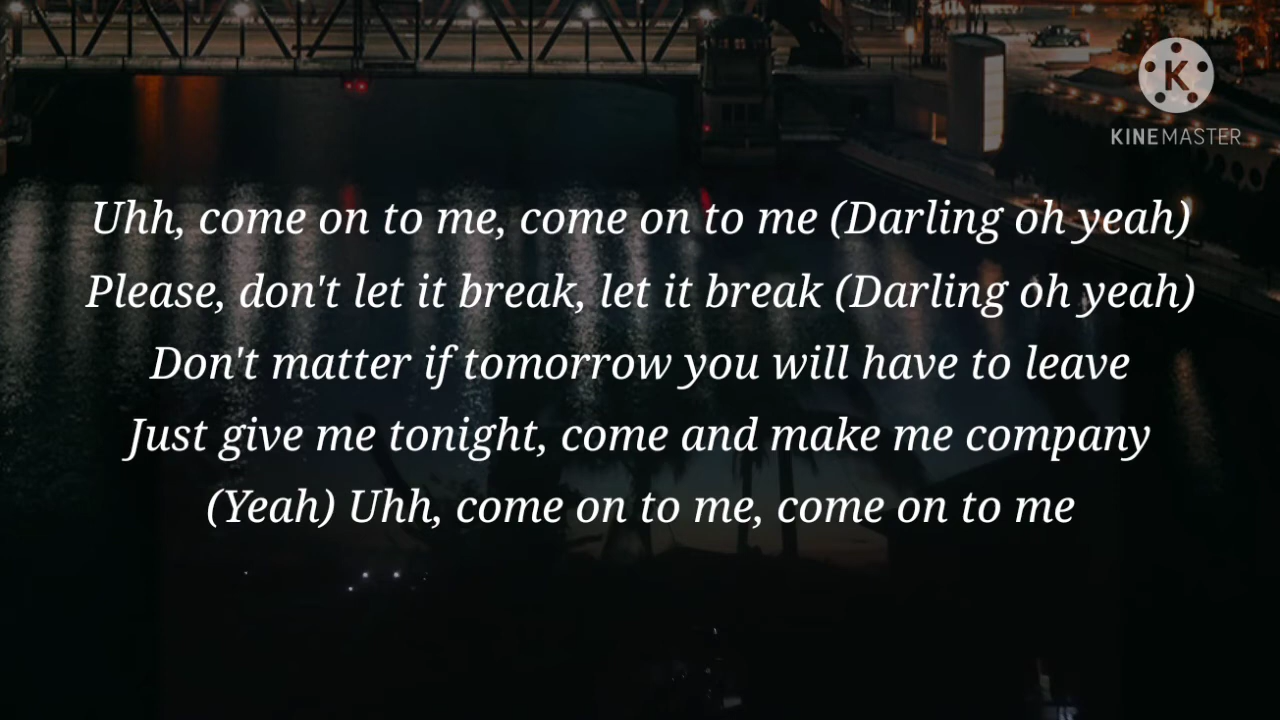 K
KINEMASTER
Uhh, come on to me, come on to me (Darling oh yeah)
Please, don't let it break, let it break (Darling oh yeah)
Don't matter if tomorrow you will have to leave
Just give me tonight, come and make me company
(Yeah) Uhh, come on to me, come on to me